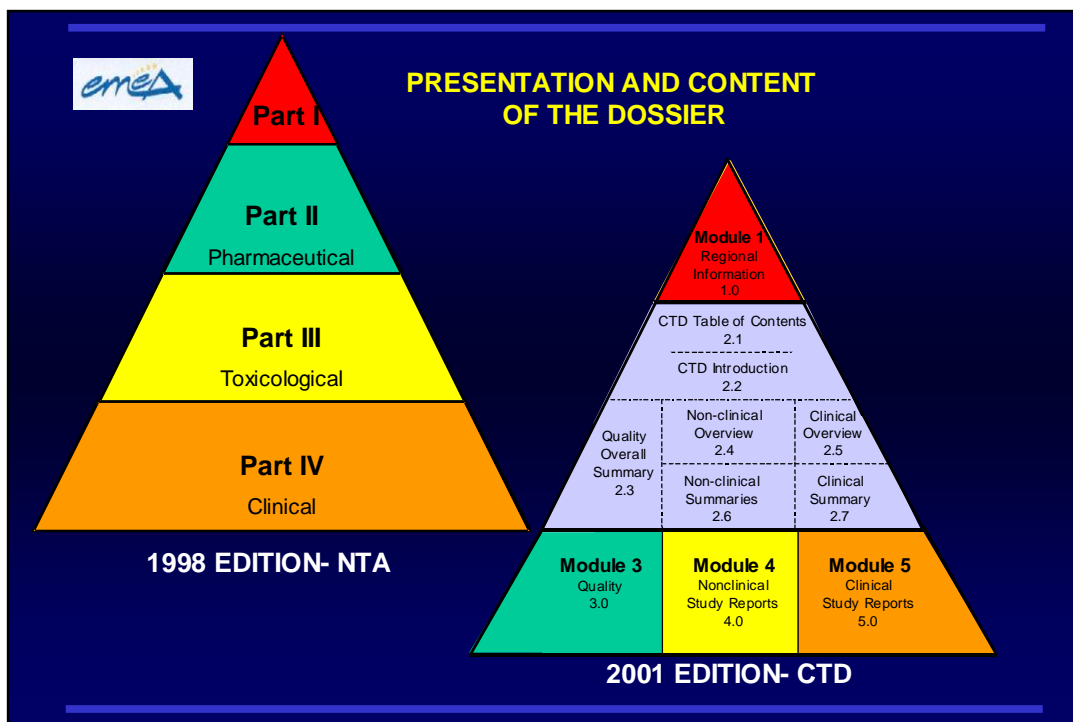 emeA
PRESENTATION AND CONTENT
OF THE DOSSIER
Part I
Part II
Pharmaceutical
Part III
Toxicological
Part IV
Clinical
1998 EDITION- NTA
Module 1
Regional
Information
1.0
CTD Table of Contents
2.1
CTD Introduction
2.2
Quality
Overall
Summary
2.3
Non-clinical
Overview
2.4
Clinical
Overview
2.5
Non-clinical
Summaries
2.6
Clinical
Summary
2.7
Module 3
Quality
3.0
Module 4
Nonclinical
Study Reports
4.0
Module 5
Clinical
Study Reports
5.0
2001 EDITION- CTD